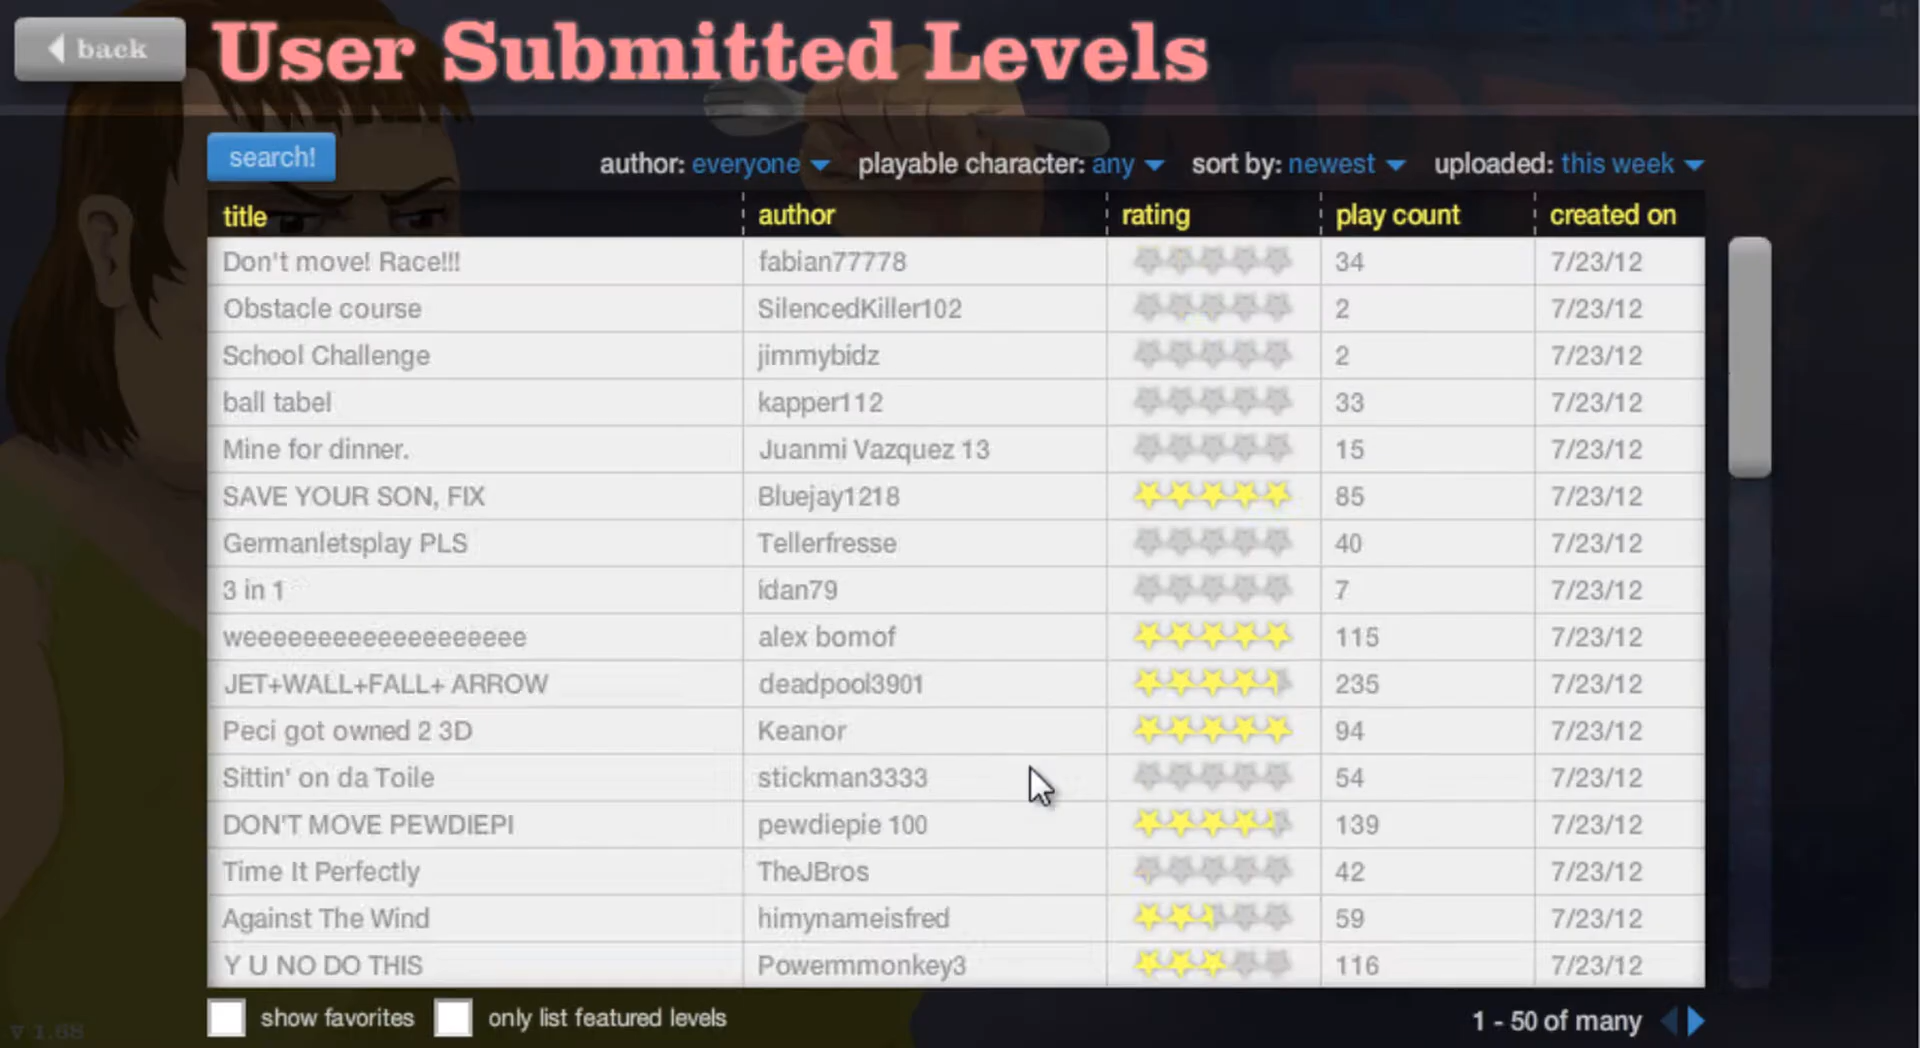 back
User Submitted Levels
search!
author: everyone playable character: any sort by: newest uploaded: this week
title author rating play count created on
Don't move! Race!!! fabian77778 34 7/23/12
Obstacle course SilencedKiller102 2 7/23/12
School Challenge jimmybidz 2 7/23/12
ball tabel kapper112 33 7/23/12
Mine for dinner. Juanmi Vazquez 13 15 7/23/12
SAVE YOUR SON, FIX Bluejay1218 85 7/23/12
Germanletsplay PLS Tellerfresse 40 7/23/12
3 in 1 idan79 7 7/23/12
weeeeeeeeeeeeeeeeeee alex bomof 115 7/23/12
JET+WALL+FALL+ ARROW deadpool3901 235 7/23/12
Peci got owned 2 3D Keanor 94 7/23/12
Sittin' on da Toile stickman3333 54 7/23/12
DON'T MOVE PEWDIEPI pewdiepie 100 139 7/23/12
Time It Perfectly TheJBros 42 7/23/12
Against The Wind himynameisfred 59 7/23/12
Y U NO DO THIS Powermmonkey3 116 7/23/12
show favorites only list featured levels 1 - 50 of many
v 1.68